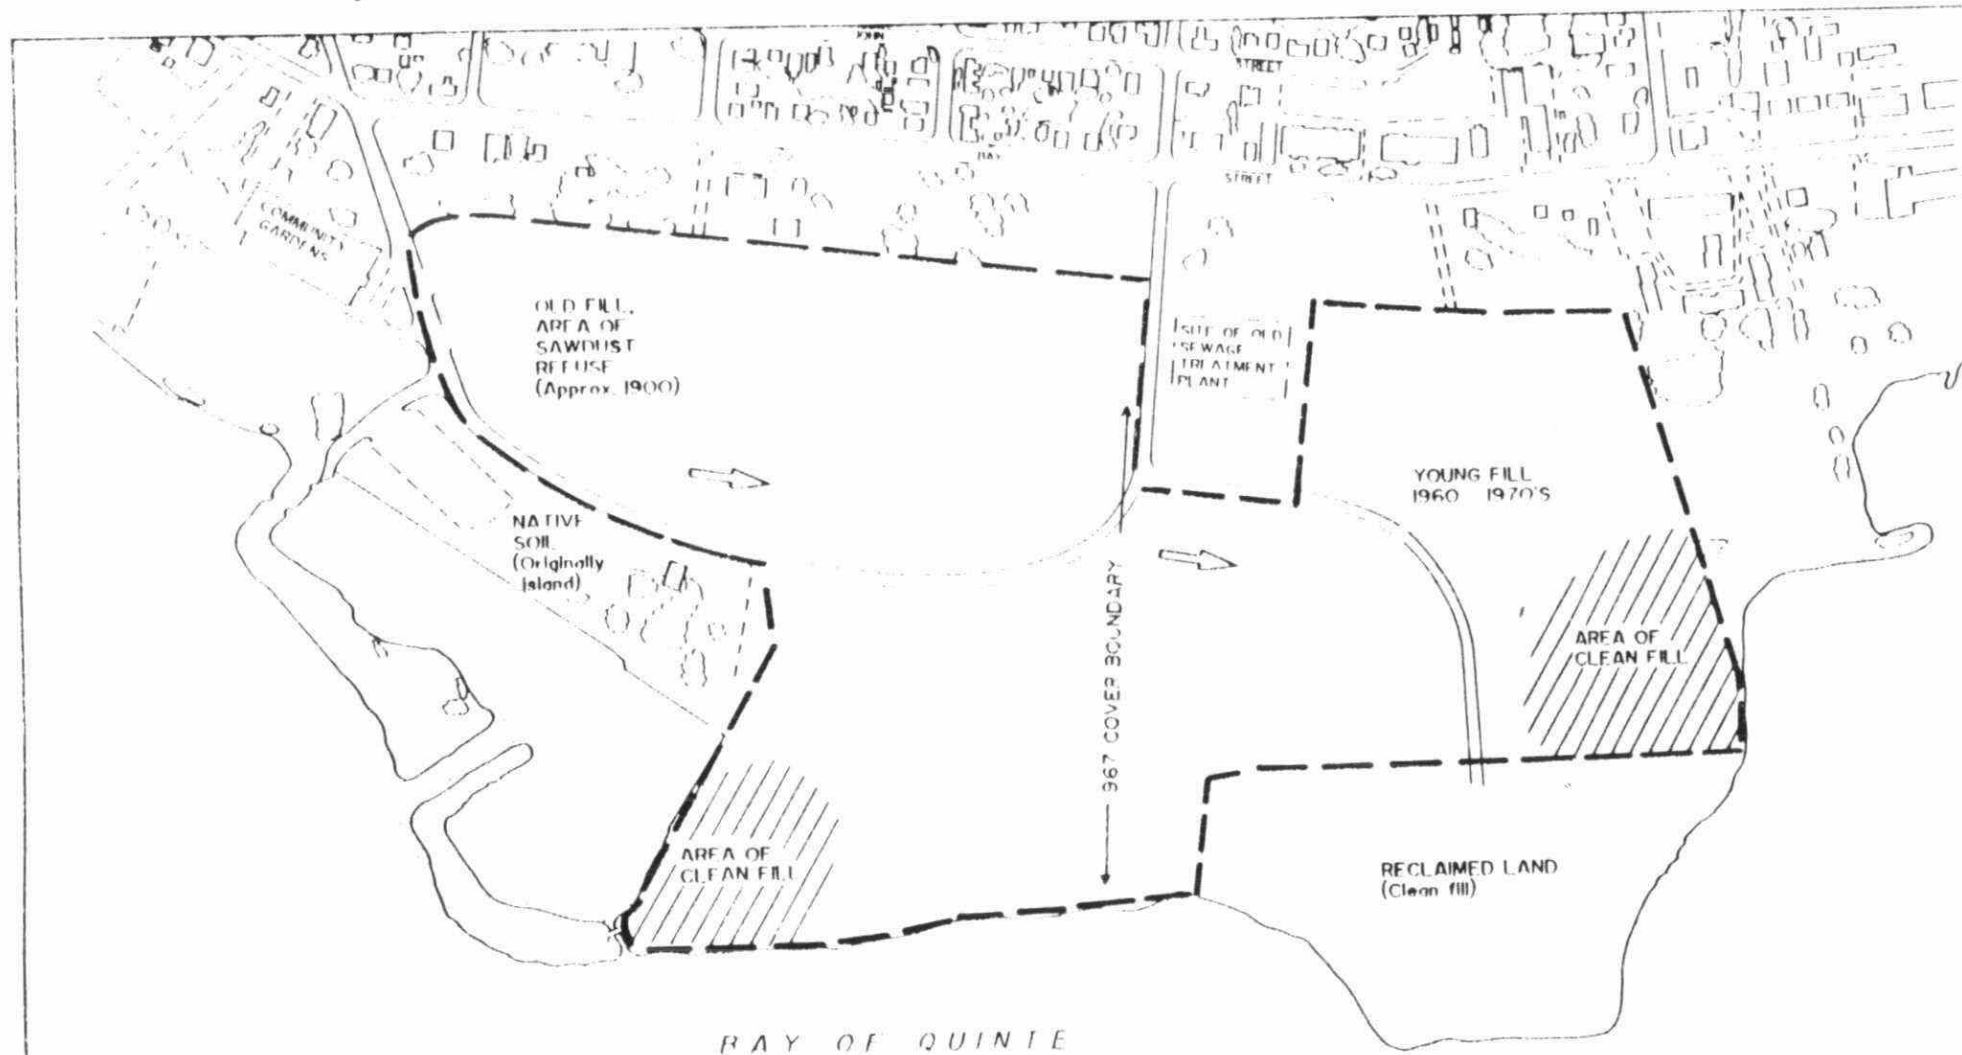 JOHN
STREET
BAY
STREET
COMMUNITY
GARDENS
OLD FILL,
AREA OF
SAWDUST
REFUSE
(Approx. 1900)
SITE OF OLD
SEWAGE
TREATMENT
PLANT
YOUNG FILL
1960 1970'S
NATIVE
SOIL
(Originally
island)
967 COVER BOUNDARY
AREA OF
CLEAN FILL
AREA OF
CLEAN FILL
RECLAIMED LAND
(Clean fill)
BAY OF QUINTE